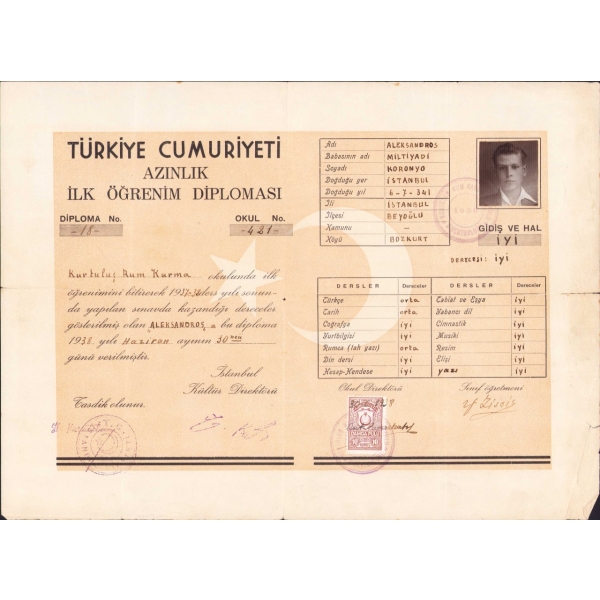 TÜRKİYE CUMURİYETİ
AZINLIK
İLK ÖĞRENİM DİPLOMASI
DİPLOMA No. OKUL No.
-18- -421-
Kurtuluş Rum Karma okulunda ilk
öğrenimini bitirerek 1937-38 ders yılı sonun-
da yapılan sınavda kazandığı dereceler
gösterilmiş olan ALEKSANDROS a bu diploma
1938 yılı Haziran ayının 30
günü verilmiştir.
İstanbul
Kültür Direktörü
Tasdik olunur.
Adı ALEKSANDROS
Babasının adı MİLTİYADİ
Soyadı KORONYO
Doğduğu yer İSTANBUL
Doğduğu yıl 6-7-341
İli İSTANBUL
İlçesi BEYOĞLU
Kamunu -
Köyü BOZKURT
GİDİŞ VE HAL
İYİ
DERECESİ: İYİ
DERSLER Dereceler DERSLER Dereceler
Türkçe orta Tabiat ve Eşya iyi
Tarih orta Yabancı dil iyi
Coğrafya iyi Cimnastik iyi
Yurtbilgisi iyi Musiki iyi
Rumca (tek yazı) orta Resim iyi
Din dersi iyi Elişi iyi
Hesap-Hendese iyi yazı iyi
Okul Direktörü Sınıf öğretmeni
DAMGA PULU